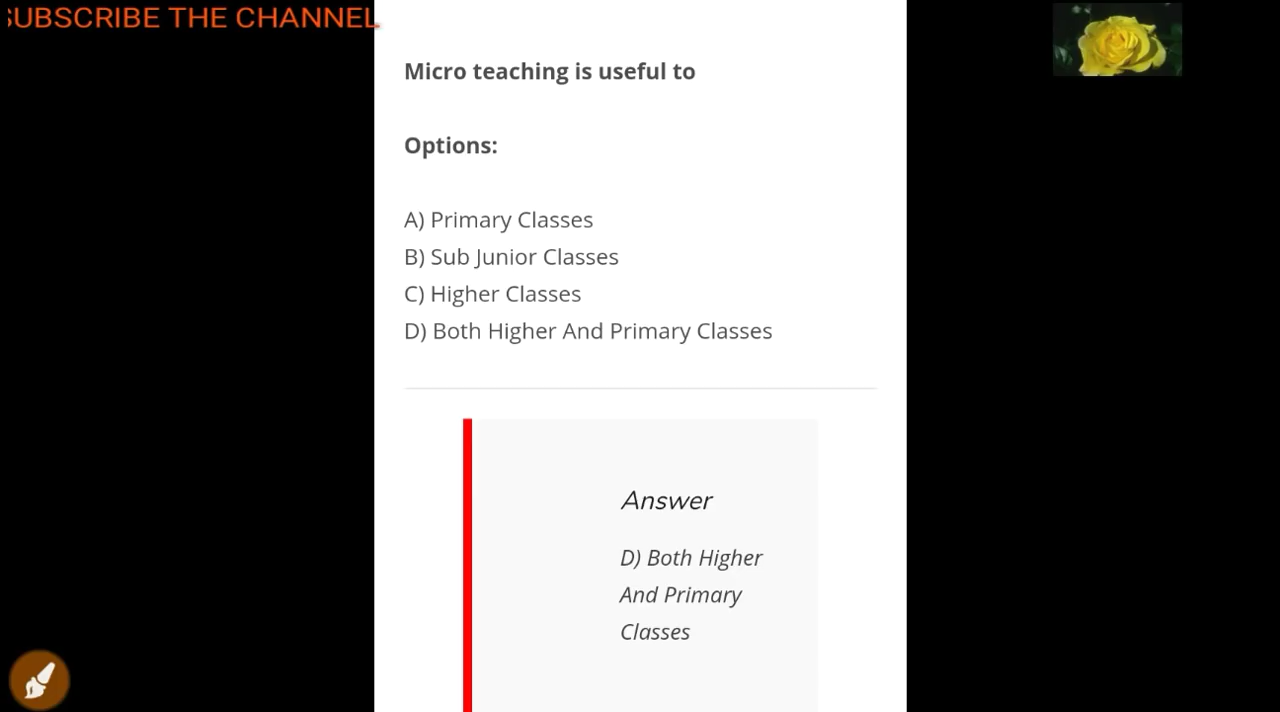 SUBSCRIBE THE CHANNEL
Micro teaching is useful to
Options:
A) Primary Classes
B) Sub Junior Classes
C) Higher Classes
D) Both Higher And Primary Classes
Answer
D) Both Higher
And Primary
Classes